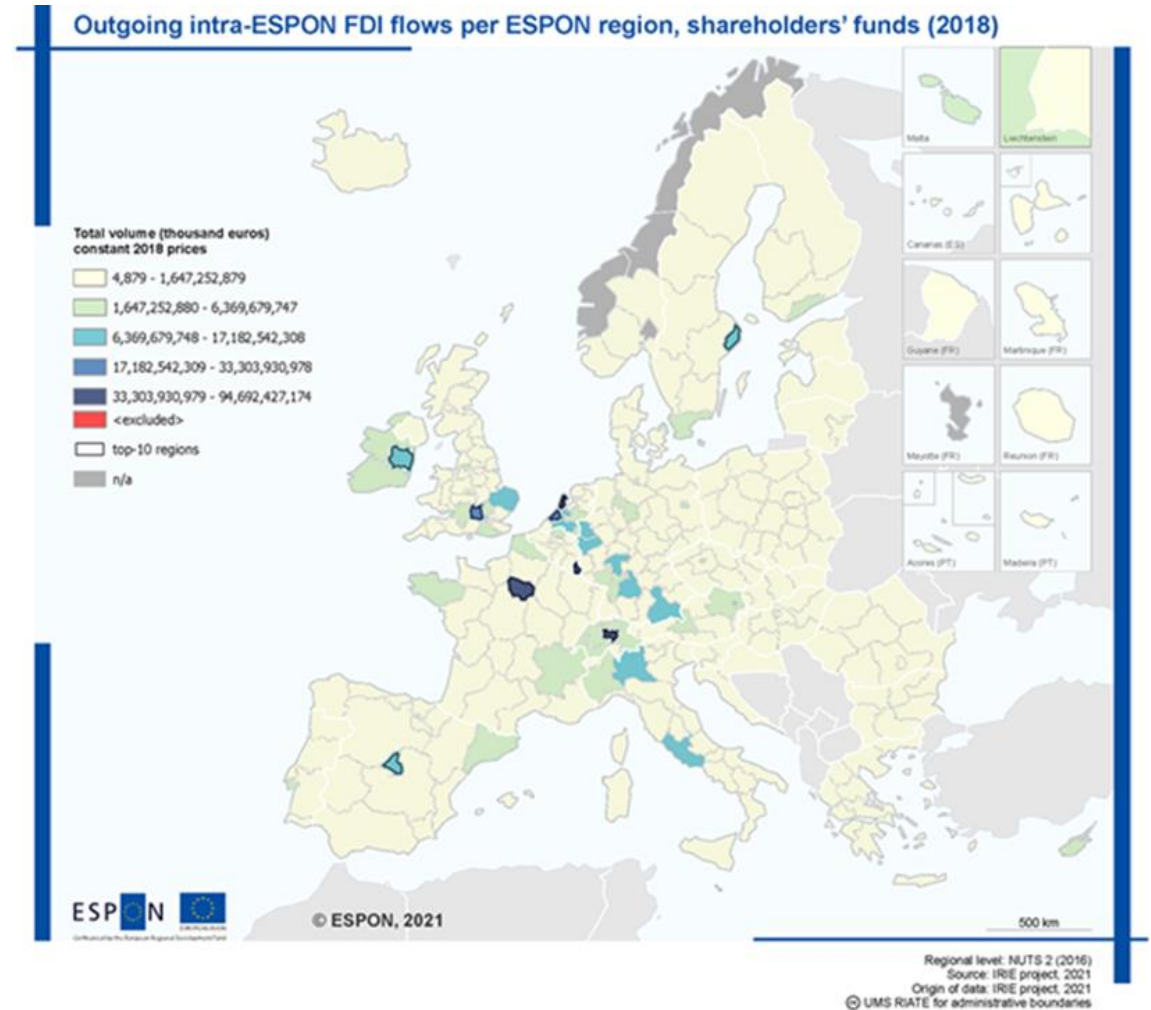 Outgoing intra-ESPON FDI flows per ESPON region, shareholders' funds (2018)
Malta
Liechtenstein
Canarias (ES)
Guyane (FR)
Martinique (FR)
Mayotte (FR)
Reunion (FR)
Acores (PT)
Madeira (PT)
Total volume (thousand euros)
constant 2018 prices
4,879 - 1,647,252,879
1,647,252,880 - 6,369,679,747
6,369,679,748 - 17,182,542,308
17,182,542,309 - 33,303,930,978
33,303,930,979 - 94,692,427,174
<excluded>
top-10 regions
n/a
ESPON
© ESPON, 2021
500 km
Regional level: NUTS 2 (2016)
Source: IRIE project, 2021
Origin of data: IRIE project, 2021
UMS RIATE for administrative boundaries